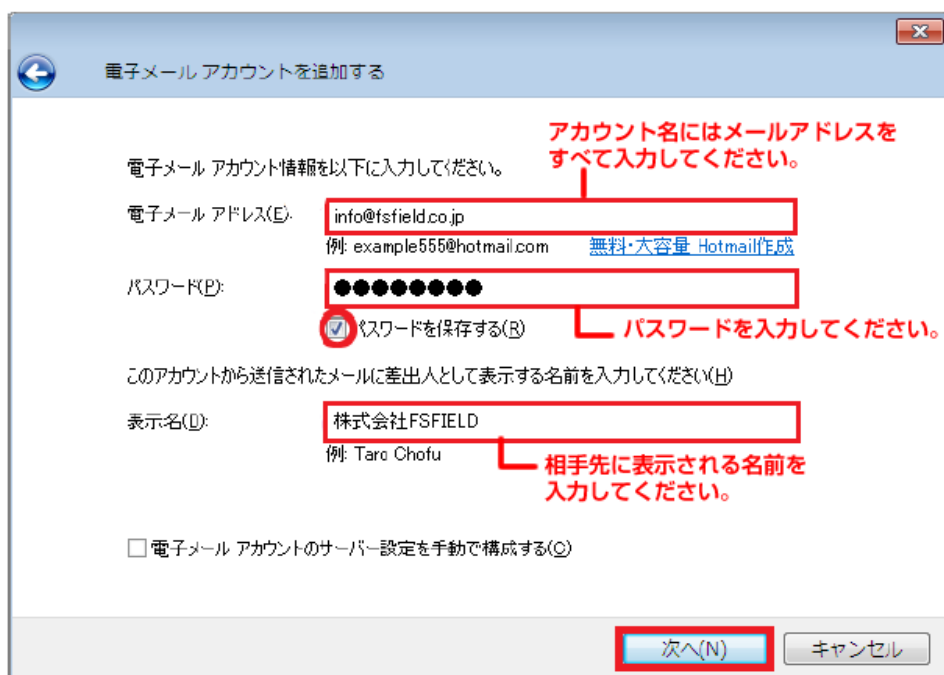 電子メール アカウントを追加する
アカウント名にはメールアドレスを
すべて入力してください。
電子メール アカウント情報を以下に入力してください。
電子メール アドレス(E):
info@fsfield.co.jp
例: example555@hotmail.com
無料・大容量 Hotmail作成
パスワード(P):
●●●●●●●●
パスワードを保存する(R)
パスワードを入力してください。
このアカウントから送信されたメールに差出人として表示する名前を入力してください(H)
表示名(D):
株式会社FSFIELD
例: Taro Chofu
相手先に表示される名前を
入力してください。
電子メール アカウントのサーバー設定を手動で構成する(C)
次へ(N)
キャンセル